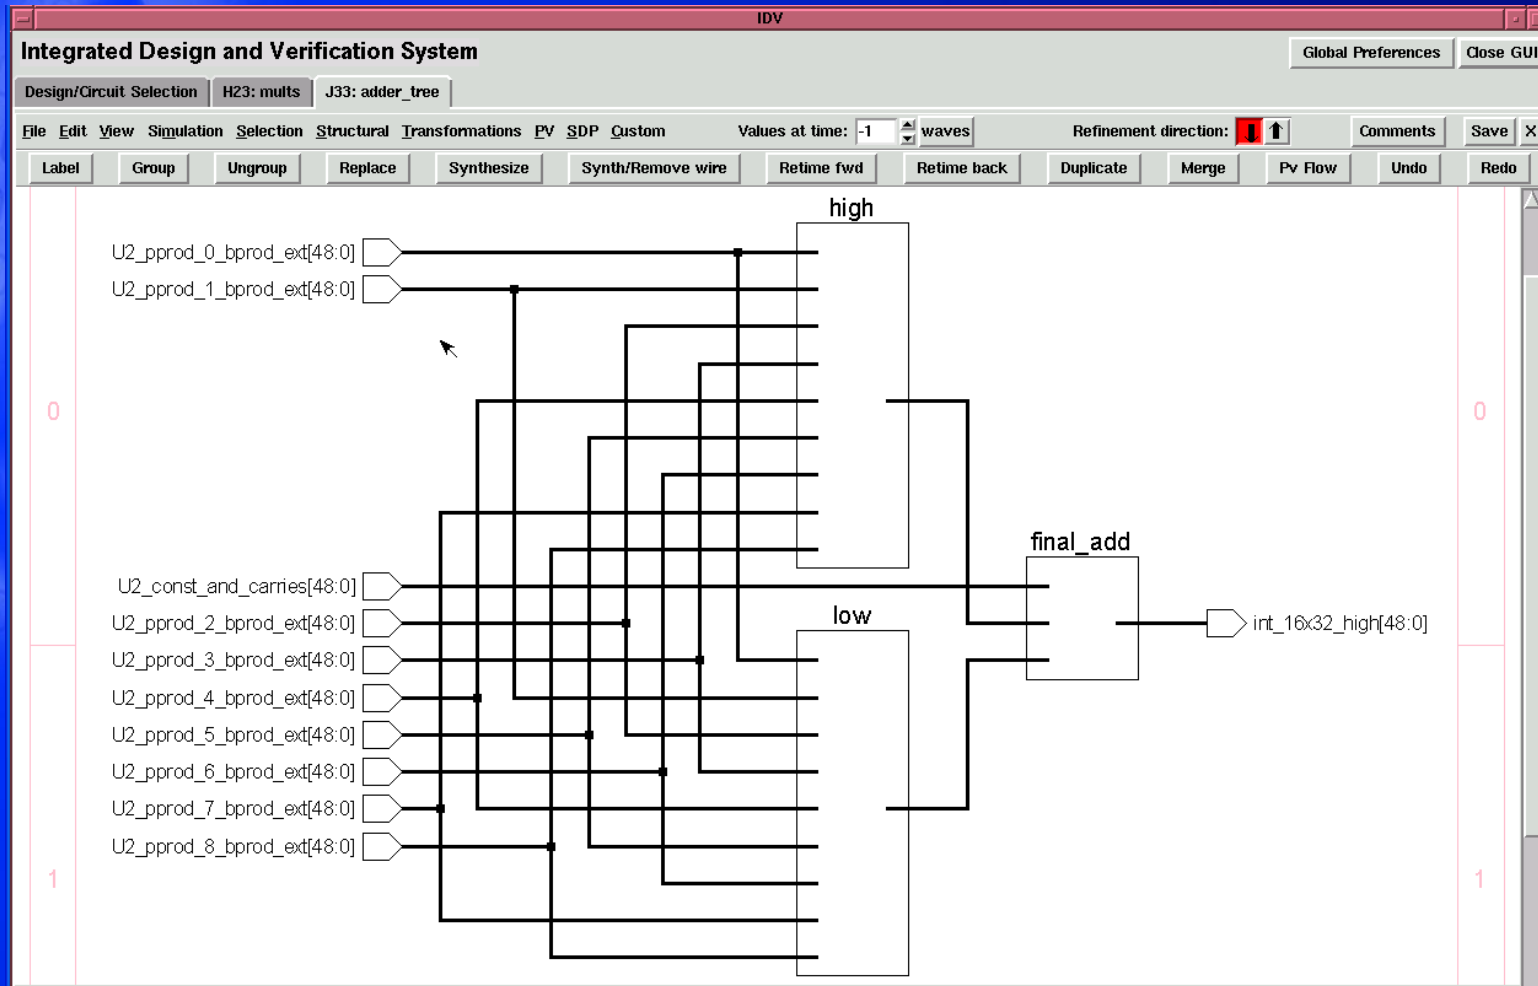 IDV
Integrated Design and Verification System
Global Preferences
Close GUI
Design/Circuit Selection
H23: mults
J33: adder_tree
File Edit View Simulation Selection Structural Transformations PV SDP Custom
Values at time: -1 waves
Refinement direction:
Comments
Save
X
Label
Group
Ungroup
Replace
Synthesize
Synth/Remove wire
Retime fwd
Retime back
Duplicate
Merge
Pv Flow
Undo
Redo
high
U2_pprod_0_bprod_ext[48:0]
U2_pprod_1_bprod_ext[48:0]
0
0
final_add
U2_const_and_carries[48:0]
low
U2_pprod_2_bprod_ext[48:0]
int_16x32_high[48:0]
U2_pprod_3_bprod_ext[48:0]
U2_pprod_4_bprod_ext[48:0]
U2_pprod_5_bprod_ext[48:0]
U2_pprod_6_bprod_ext[48:0]
U2_pprod_7_bprod_ext[48:0]
U2_pprod_8_bprod_ext[48:0]
1
1